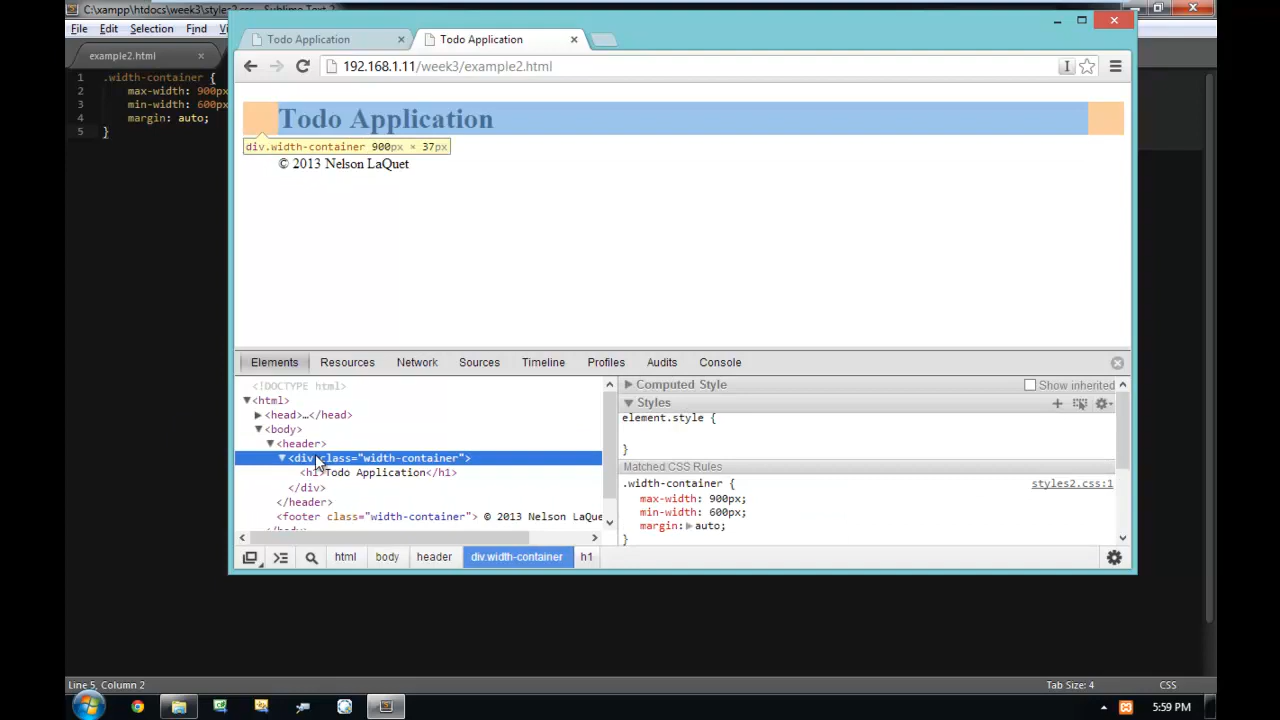 C:\xampp\htdocs\week3\styles2.css - Sublime Text 2
File Edit Selection Find
example2.html ×
1 .width-container {
2 max-width: 900px
3 min-width: 600px
4 margin: auto;
5 }
Todo Application × Todo Application ×
192.168.1.11/week3/example2.html
Todo Application
div.width-container 900px × 37px
© 2013 Nelson LaQuet
Elements Resources Network Sources Timeline Profiles Audits Console
<!DOCTYPE html>
<html>
<head>…</head>
<body>
<header>
<div class="width-container">
<h1>Todo Application</h1>
</div>
</header>
<footer class="width-container"> © 2013 Nelson LaQue
</body>
Computed Style Show inherited
Styles
element.style {
}
Matched CSS Rules
.width-container { styles2.css:1
max-width: 900px;
min-width: 600px;
margin: auto;
}
html body header div.width-container h1
Line 5, Column 2 Tab Size: 4 CSS
5:59 PM